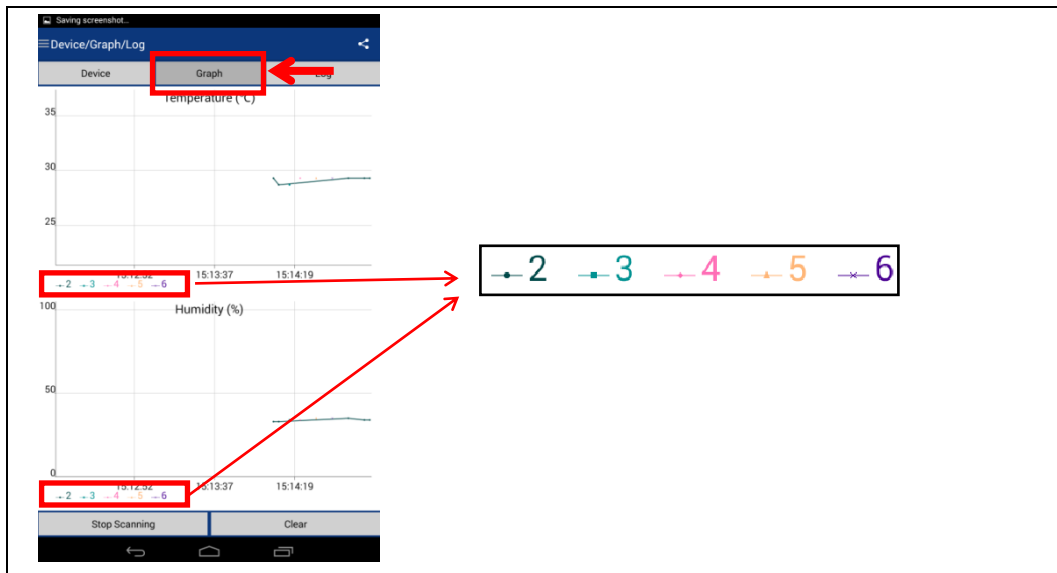 Saving screenshot...
Device/Graph/Log
Device Graph Log
Temperature (°C)
35
30
25
15:12:52 15:13:37 15:14:19
2 3 4 5 6
2 3 4 5 6
100 Humidity (%)
50
0
15:12:52 15:13:37 15:14:19
2 3 4 5 6
Stop Scanning Clear